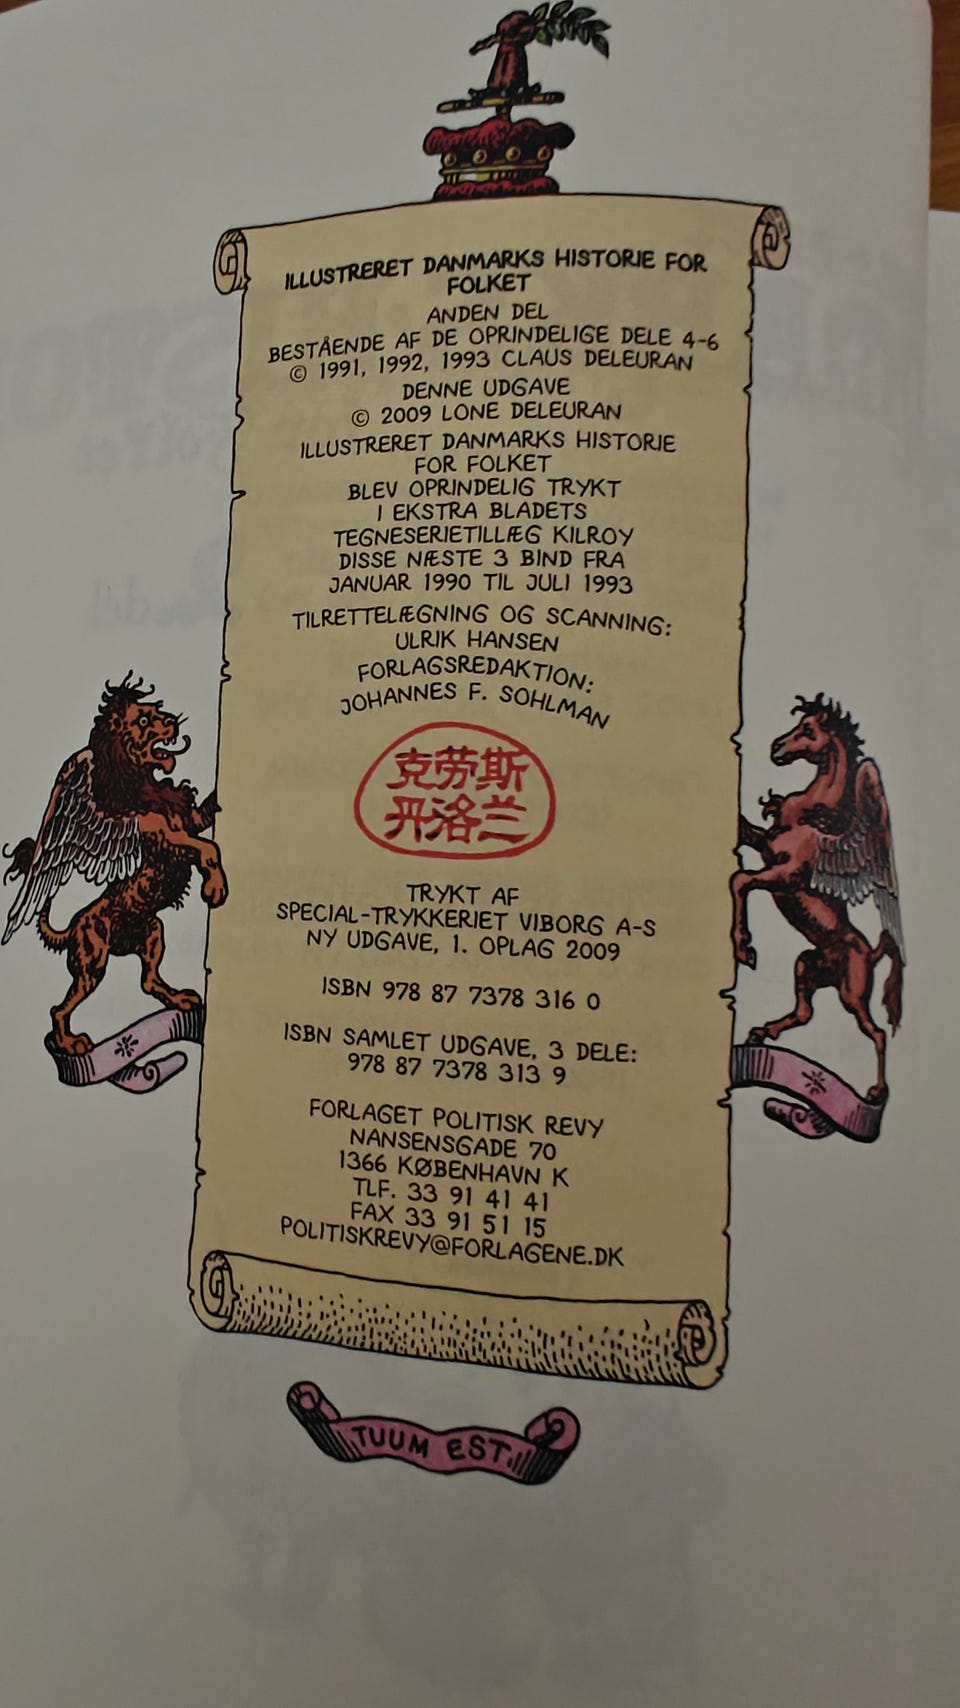 ILLUSTRERET DANMARKS HISTORIE FOR
FOLKET
ANDEN DEL
BESTÅENDE AF DE OPRINDELIGE DELE 4-6
© 1991, 1992, 1993 CLAUS DELEURAN
DENNE UDGAVE
© 2009 LONE DELEURAN
ILLUSTRERET DANMARKS HISTORIE
FOR FOLKET
BLEV OPRINDELIG TRYKT
I EKSTRA BLADETS
TEGNESERIETILLÆG KILROY
DISSE NÆSTE 3 BIND FRA
JANUAR 1990 TIL JULI 1993
TILRETTELÆGNING OG SCANNING:
ULRIK HANSEN
FORLAGSREDAKTION:
JOHANNES F. SOHLMAN
克劳斯
丹洛兰
TRYKT AF
SPECIAL-TRYKKERIET VIBORG A-S
NY UDGAVE, 1. OPLAG 2009
ISBN 978 87 7378 316 0
ISBN SAMLET UDGAVE, 3 DELE:
978 87 7378 313 9
FORLAGET POLITISK REVY
NANSENSGADE 70
1366 KØBENHAVN K
TLF. 33 91 41 41
FAX 33 91 51 15
POLITISKREVY@FORLAGENE.DK
TUUM EST